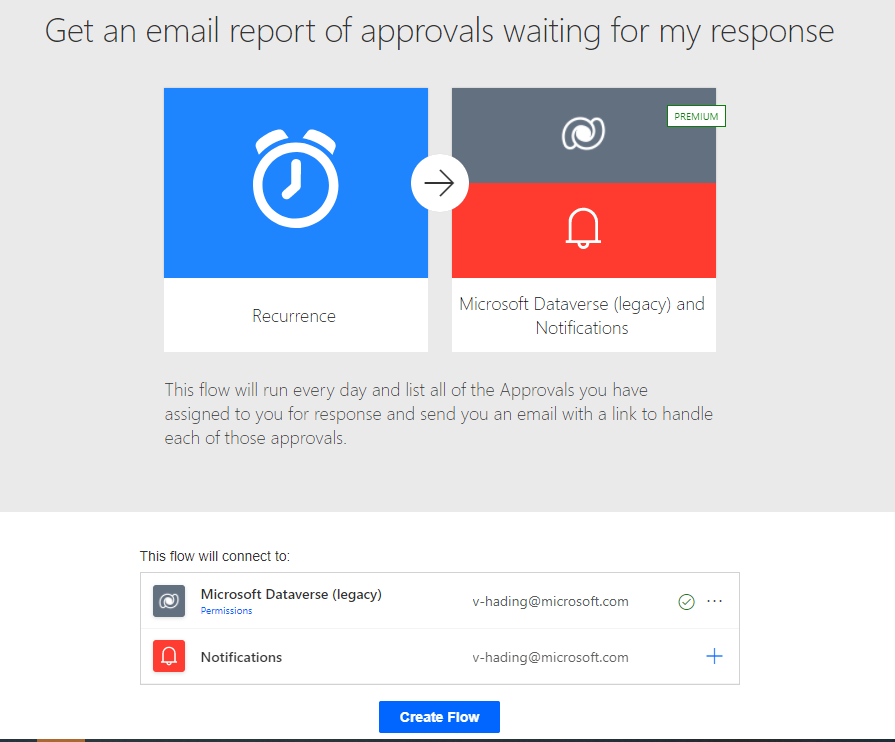 Get an email report of approvals waiting for my response
PREMIUM
Recurrence
Microsoft Dataverse (legacy) and
Notifications
This flow will run every day and list all of the Approvals you have
assigned to you for response and send you an email with a link to handle
each of those approvals.
This flow will connect to:
Microsoft Dataverse (legacy)
Permissions
v-hading@microsoft.com
Notifications
v-hading@microsoft.com
Create Flow